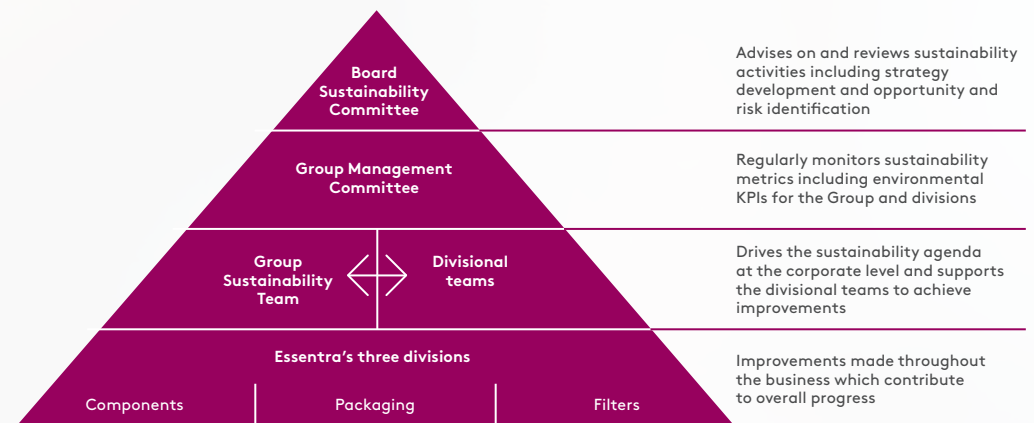 Board
Sustainability
Committee
Advises on and reviews sustainability
activities including strategy
development and opportunity and
risk identification
Group Management
Committee
Regularly monitors sustainability
metrics including environmental
KPIs for the Group and divisions
Group
Sustainability
Team
Divisional
teams
Drives the sustainability agenda
at the corporate level and supports
the divisional teams to achieve
improvements
Essentra’s three divisions
Components
Packaging
Filters
Improvements made throughout
the business which contribute
to overall progress